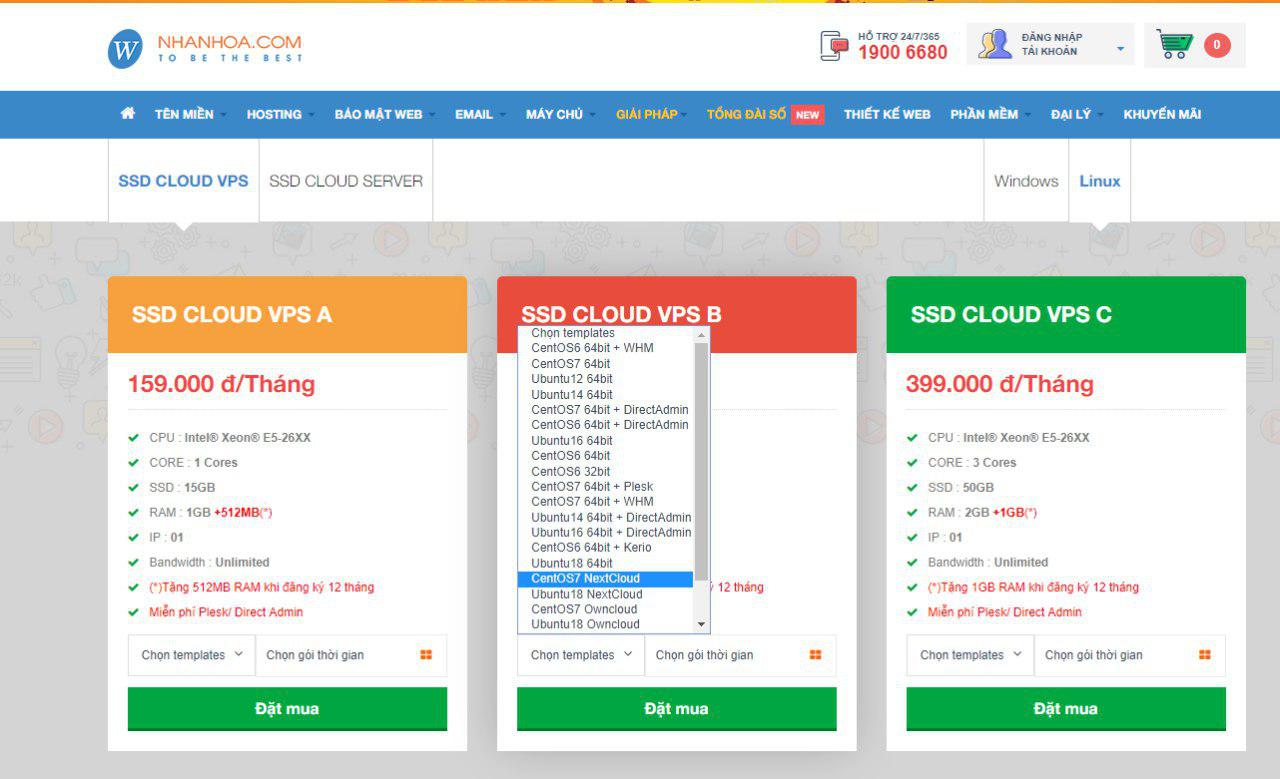 NHANHOA.COM
TO BE THE BEST
HỖ TRỢ 24/7/365
1900 6680
ĐĂNG NHẬP
TÀI KHOẢN
0
TÊN MIỀN
HOSTING
BẢO MẬT WEB
EMAIL
MÁY CHỦ
GIẢI PHÁP
TỔNG ĐÀI SỐ NEW
THIẾT KẾ WEB
PHẦN MỀM
ĐẠI LÝ
KHUYẾN MÃI
SSD CLOUD VPS
SSD CLOUD SERVER
Windows
Linux
SSD CLOUD VPS A
159.000 đ/Tháng
CPU : Intel® Xeon® E5-26XX
CORE : 1 Cores
SSD : 15GB
RAM : 1GB +512MB(*)
IP : 01
Bandwidth : Unlimited
(*)Tặng 512MB RAM khi đăng ký 12 tháng
Miễn phí Plesk/ Direct Admin
Chọn templates
Chọn gói thời gian
Đặt mua
SSD CLOUD VPS B
Chọn templates
CentOS6 64bit + WHM
CentOS7 64bit
Ubuntu12 64bit
Ubuntu14 64bit
CentOS7 64bit + DirectAdmin
CentOS6 64bit + DirectAdmin
Ubuntu16 64bit
CentOS6 64bit
CentOS6 32bit
CentOS7 64bit + Plesk
CentOS7 64bit + WHM
Ubuntu14 64bit + DirectAdmin
Ubuntu16 64bit + DirectAdmin
CentOS6 64bit + Kerio
Ubuntu18 64bit
CentOS7 NextCloud
Ubuntu18 NextCloud
CentOS7 Owncloud
Ubuntu18 Owncloud
12 tháng
Chọn templates
Chọn gói thời gian
Đặt mua
SSD CLOUD VPS C
399.000 đ/Tháng
CPU : Intel® Xeon® E5-26XX
CORE : 3 Cores
SSD : 50GB
RAM : 2GB +1GB(*)
IP : 01
Bandwidth : Unlimited
(*)Tặng 1GB RAM khi đăng ký 12 tháng
Miễn phí Plesk/ Direct Admin
Chọn templates
Chọn gói thời gian
Đặt mua